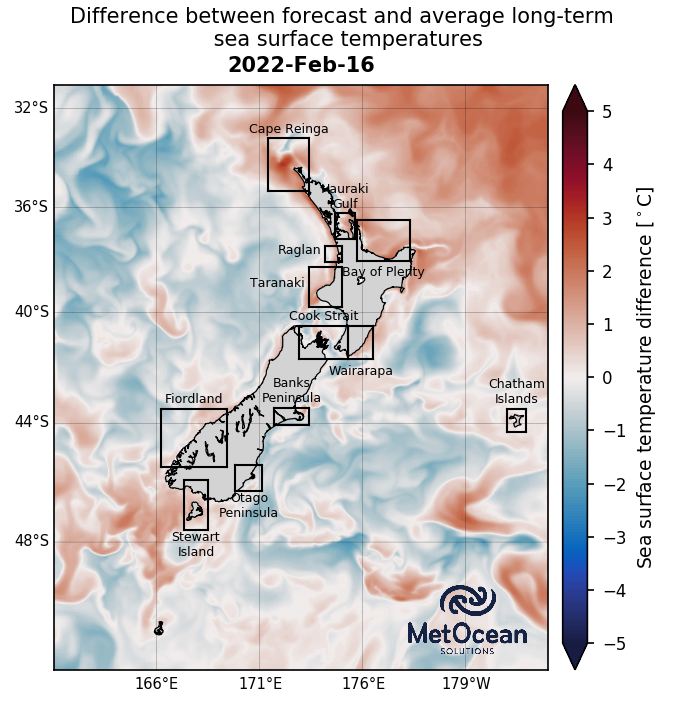 Difference between forecast and average long-term
sea surface temperatures
2022-Feb-16
32°S
36°S
40°S
44°S
48°S
Cape Reinga
Hauraki
Gulf
Raglan
Bay of Plenty
Taranaki
Cook Strait
Wairarapa
Banks
Peninsula
Chatham
Islands
Fiordland
Otago
Peninsula
Stewart
Island
MetOcean
SOLUTIONS
166°E
171°E
176°E
179°W
5
4
3
2
1
0
−1
−2
−3
−4
−5
Sea surface temperature difference [°C]